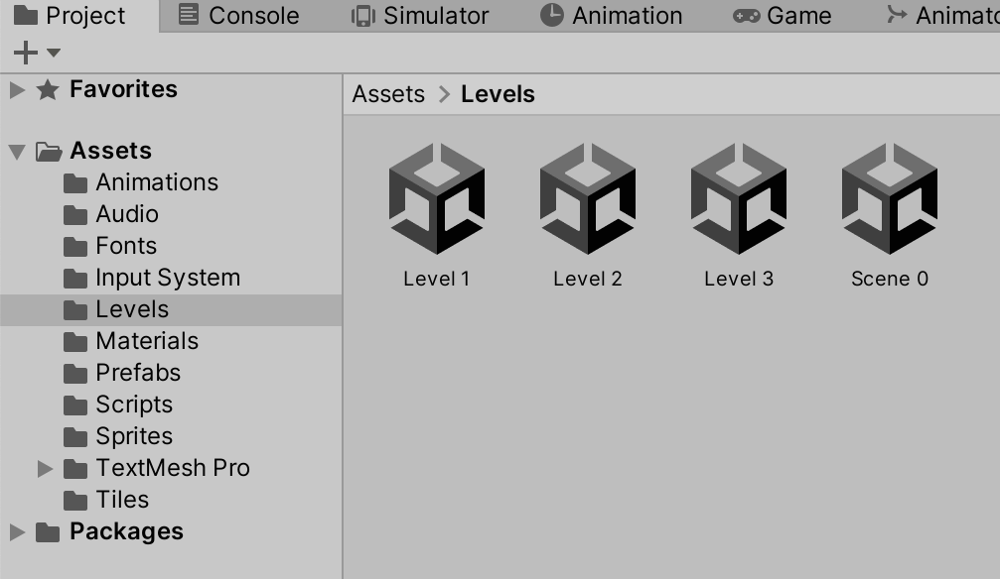 Project
Console
Simulator
Animation
Game
Favorites
Assets
Animations
Audio
Fonts
Input System
Levels
Materials
Prefabs
Scripts
Sprites
TextMesh Pro
Tiles
Packages
Assets > Levels
Level 1
Level 2
Level 3
Scene 0